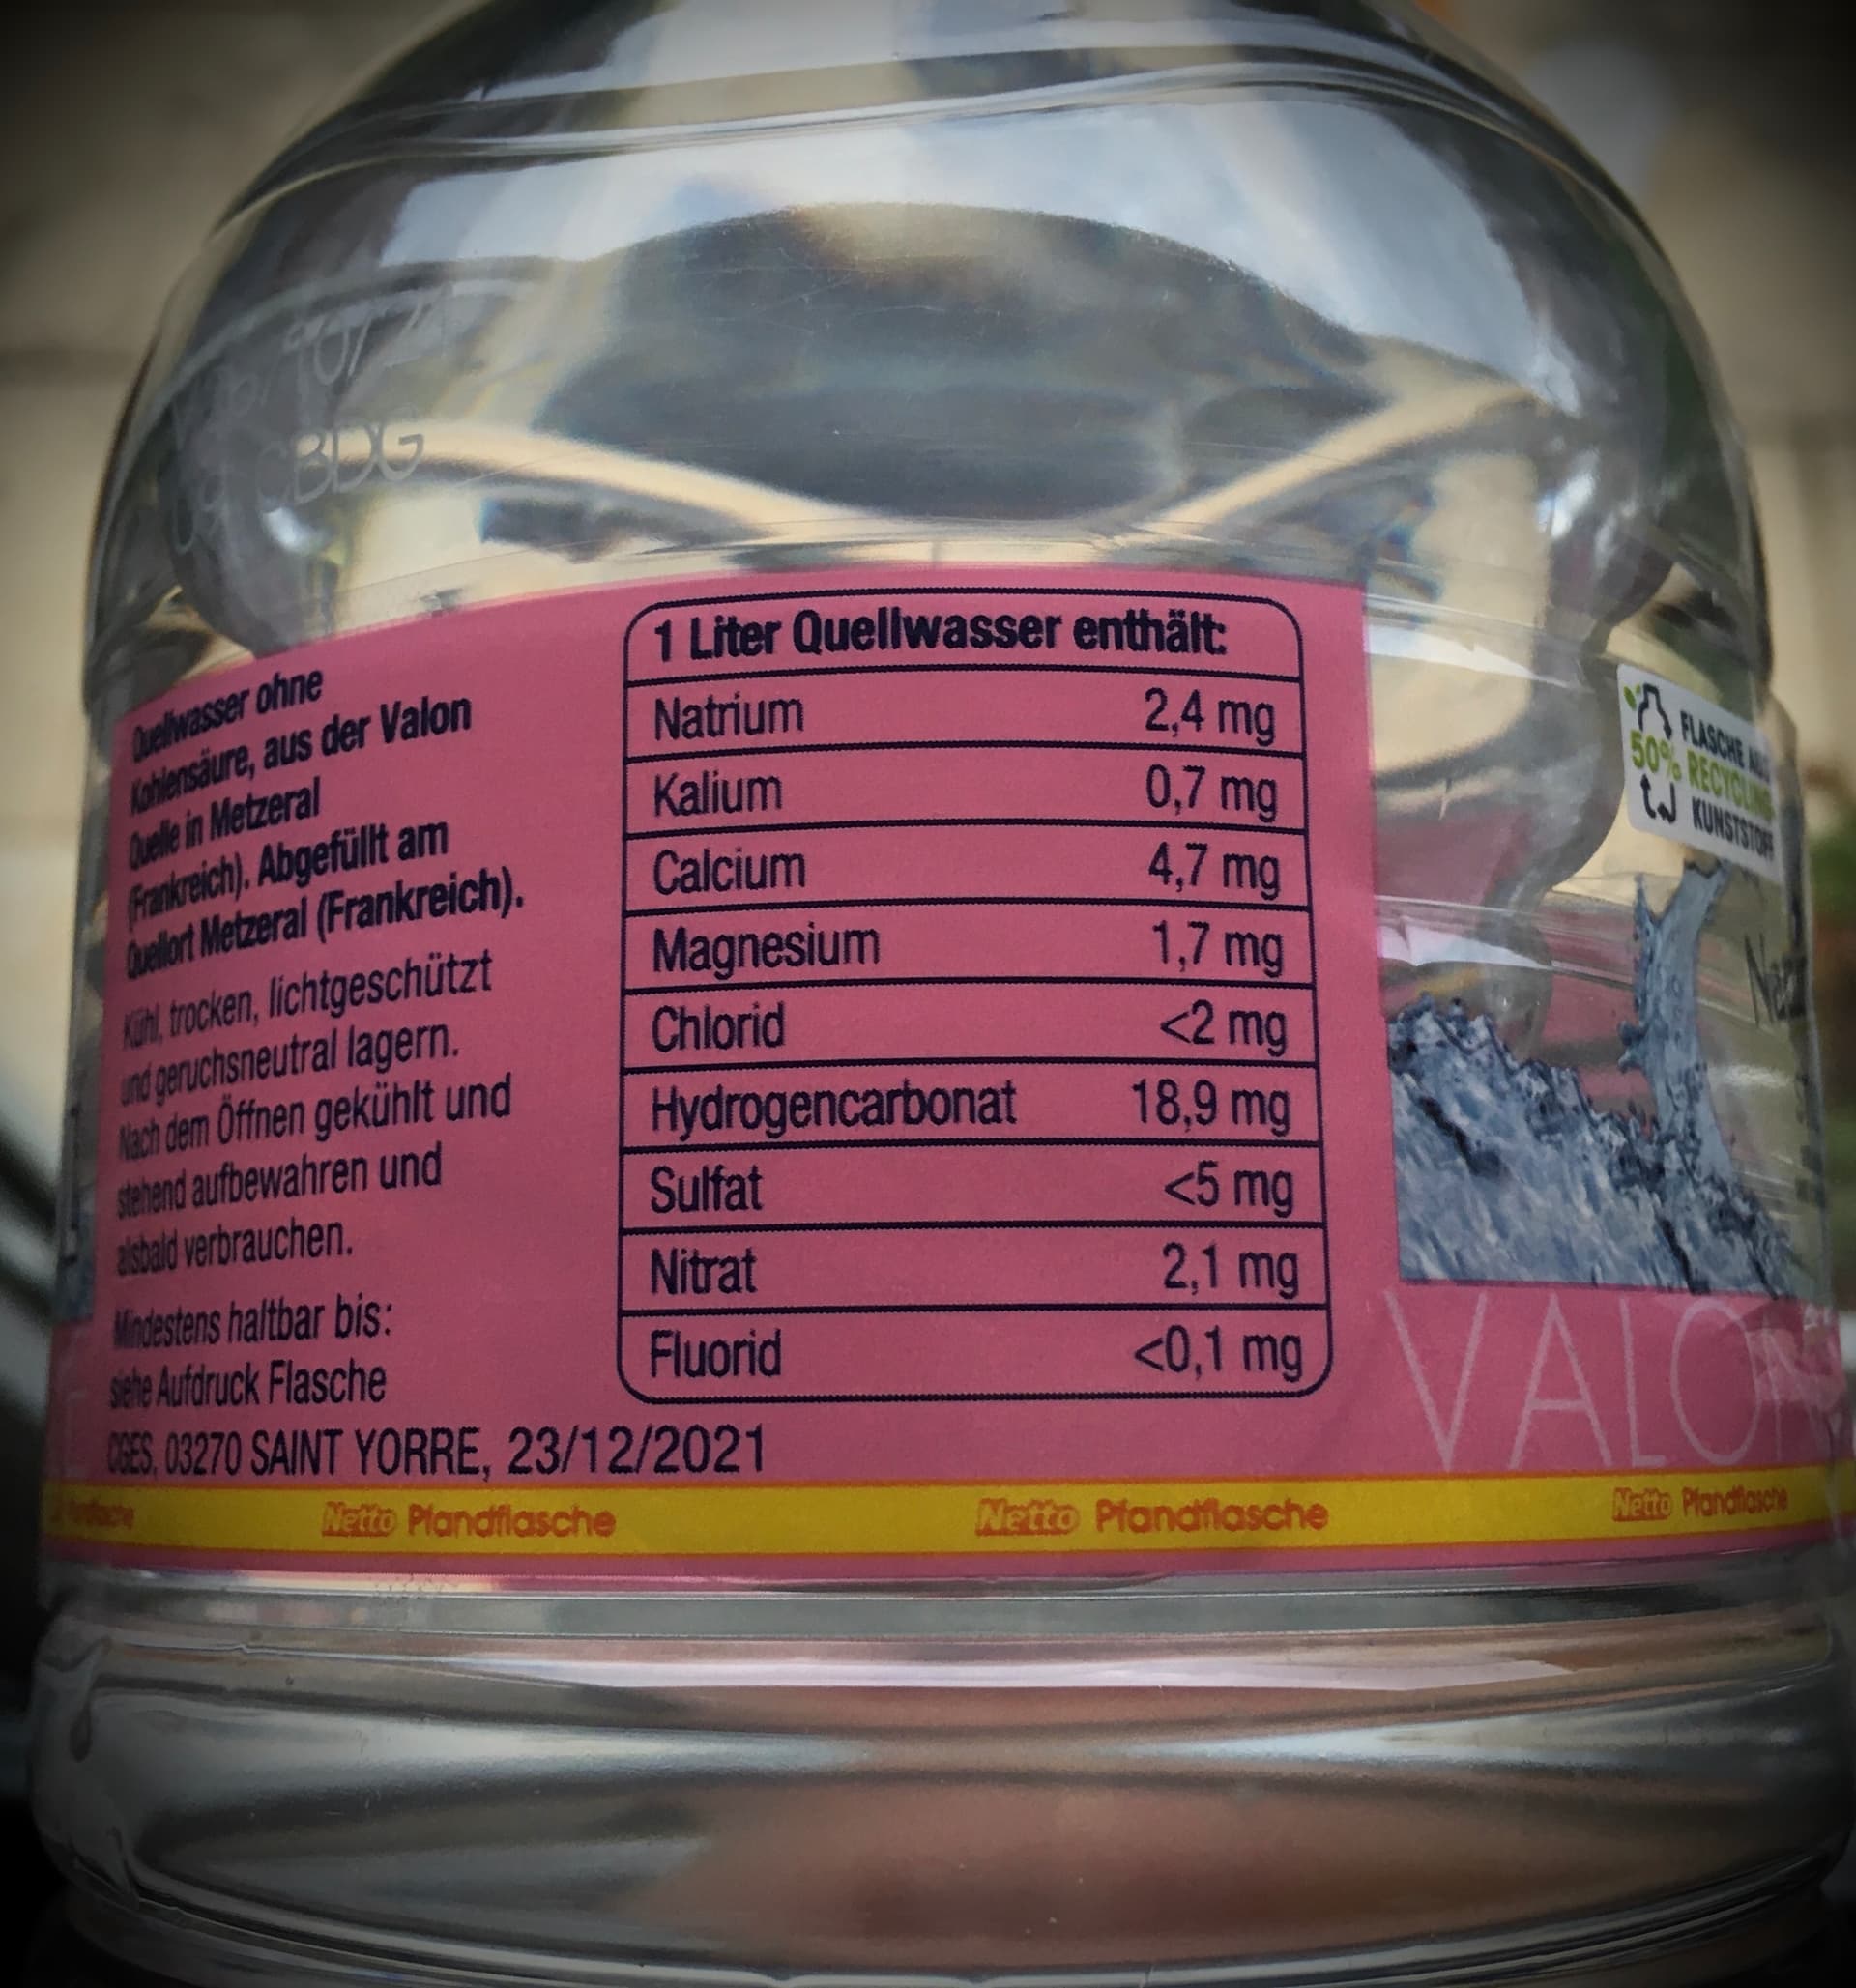 10/21
CBDG
Quellwasser ohne
Kohlensäure, aus der Valon
Quelle in Metzeral
(Frankreich). Abgefüllt am
Quellort Metzeral (Frankreich).
Kühl, trocken, lichtgeschützt
und geruchsneutral lagern.
Nach dem Öffnen gekühlt und
stehend aufbewahren und
alsbald verbrauchen.
Mindestens haltbar bis:
siehe Aufdruck Flasche
CGES, 03270 SAINT YORRE, 23/12/2021
1 Liter Quellwasser enthält:
Natrium 2,4 mg
Kalium 0,7 mg
Calcium 4,7 mg
Magnesium 1,7 mg
Chlorid <2 mg
Hydrogencarbonat 18,9 mg
Sulfat <5 mg
Nitrat 2,1 mg
Fluorid <0,1 mg
FLASCHE
50% RECYCLING
KUNSTSTOFF
VALON
Netto Pfandflasche Netto Pfandflasche Netto Pfandflasche